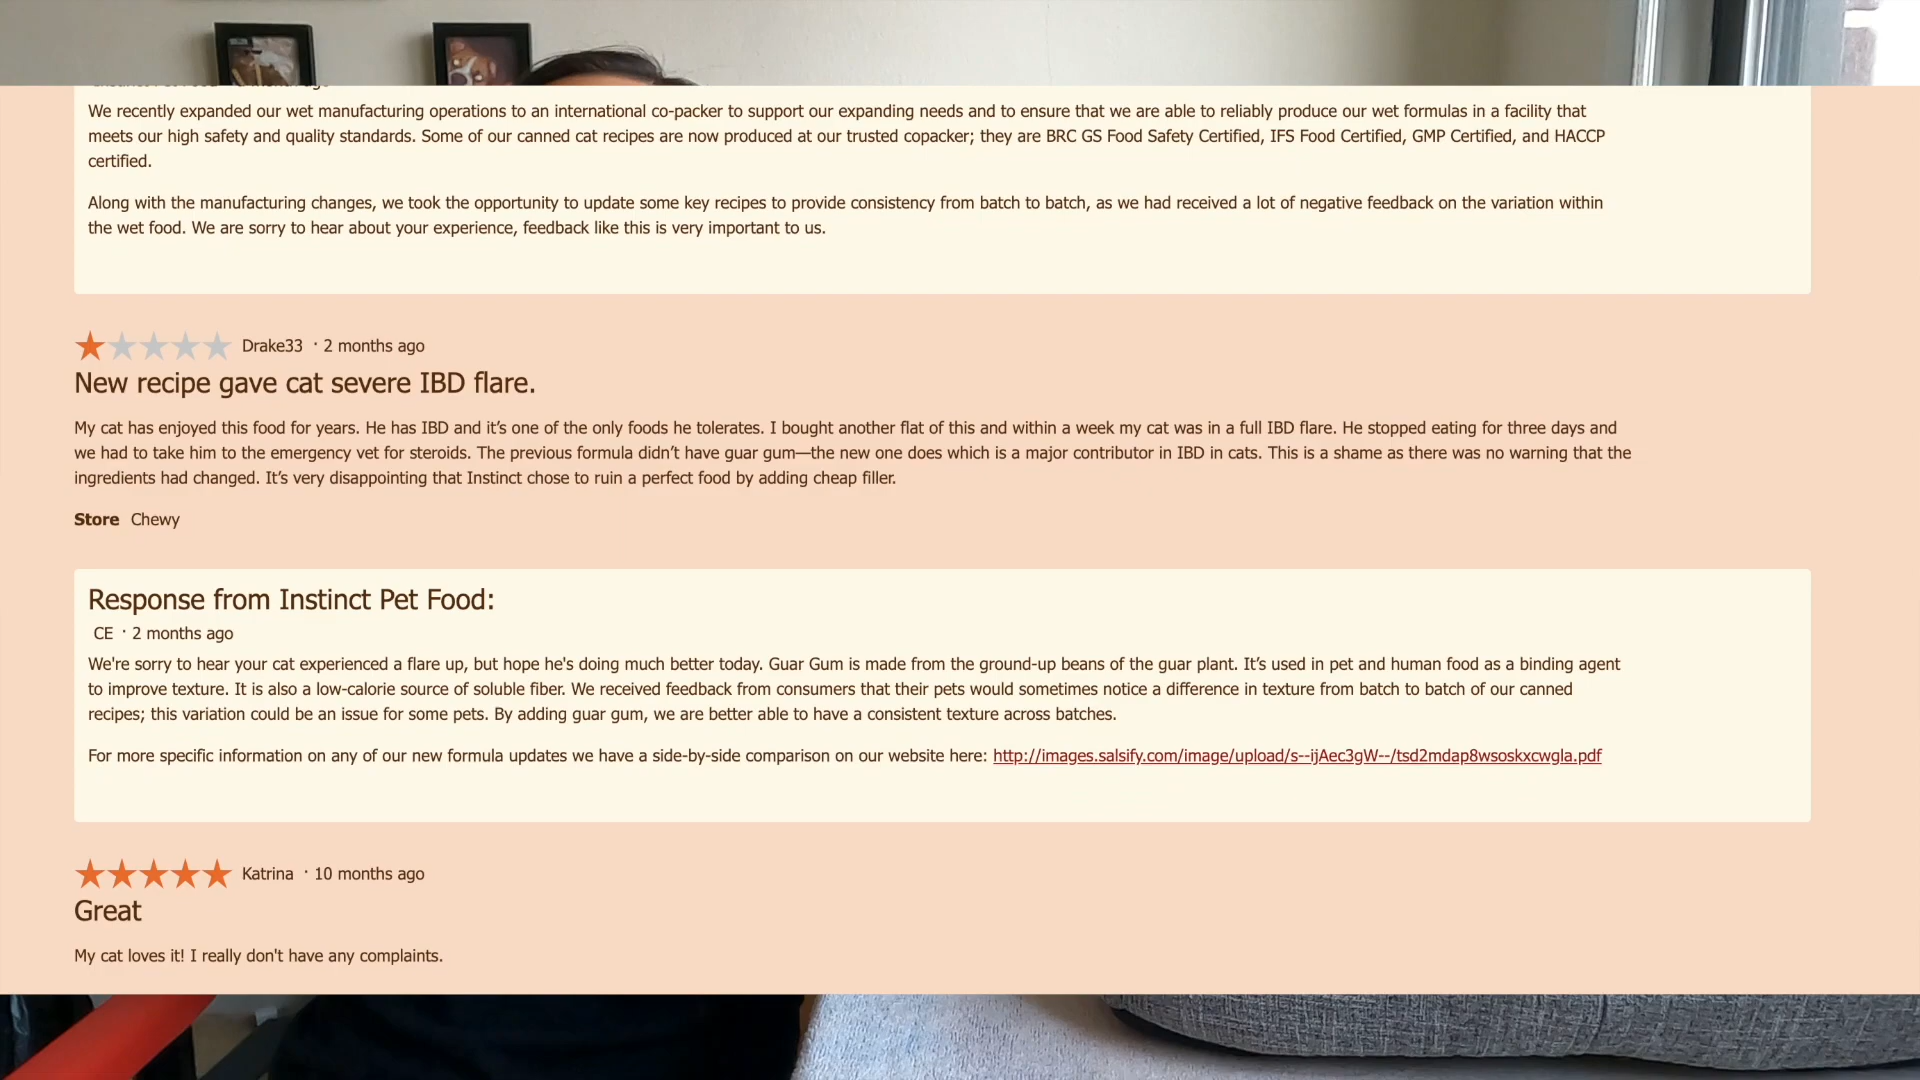 We recently expanded our wet manufacturing operations to an international co-packer to support our expanding needs and to ensure that we are able to reliably produce our wet formulas in a facility that
meets our high safety and quality standards. Some of our canned cat recipes are now produced at our trusted copacker; they are BRC GS Food Safety Certified, IFS Food Certified, GMP Certified, and HACCP
certified.
Along with the manufacturing changes, we took the opportunity to update some key recipes to provide consistency from batch to batch, as we had received a lot of negative feedback on the variation within
the wet food. We are sorry to hear about your experience, feedback like this is very important to us.
Drake33 · 2 months ago
New recipe gave cat severe IBD flare.
My cat has enjoyed this food for years. He has IBD and it’s one of the only foods he tolerates. I bought another flat of this and within a week my cat was in a full IBD flare. He stopped eating for three days and
we had to take him to the emergency vet for steroids. The previous formula didn’t have guar gum—the new one does which is a major contributor in IBD in cats. This is a shame as there was no warning that the
ingredients had changed. It’s very disappointing that Instinct chose to ruin a perfect food by adding cheap filler.
Store Chewy
Response from Instinct Pet Food:
CE · 2 months ago
We're sorry to hear your cat experienced a flare up, but hope he's doing much better today. Guar Gum is made from the ground-up beans of the guar plant. It’s used in pet and human food as a binding agent
to improve texture. It is also a low-calorie source of soluble fiber. We received feedback from consumers that their pets would sometimes notice a difference in texture from batch to batch of our canned
recipes; this variation could be an issue for some pets. By adding guar gum, we are better able to have a consistent texture across batches.
For more specific information on any of our new formula updates we have a side-by-side comparison on our website here: http://images.salsify.com/image/upload/s--ijAec3gW--/tsd2mdap8wsoskxcwgla.pdf
Katrina · 10 months ago
Great
My cat loves it! I really don't have any complaints.